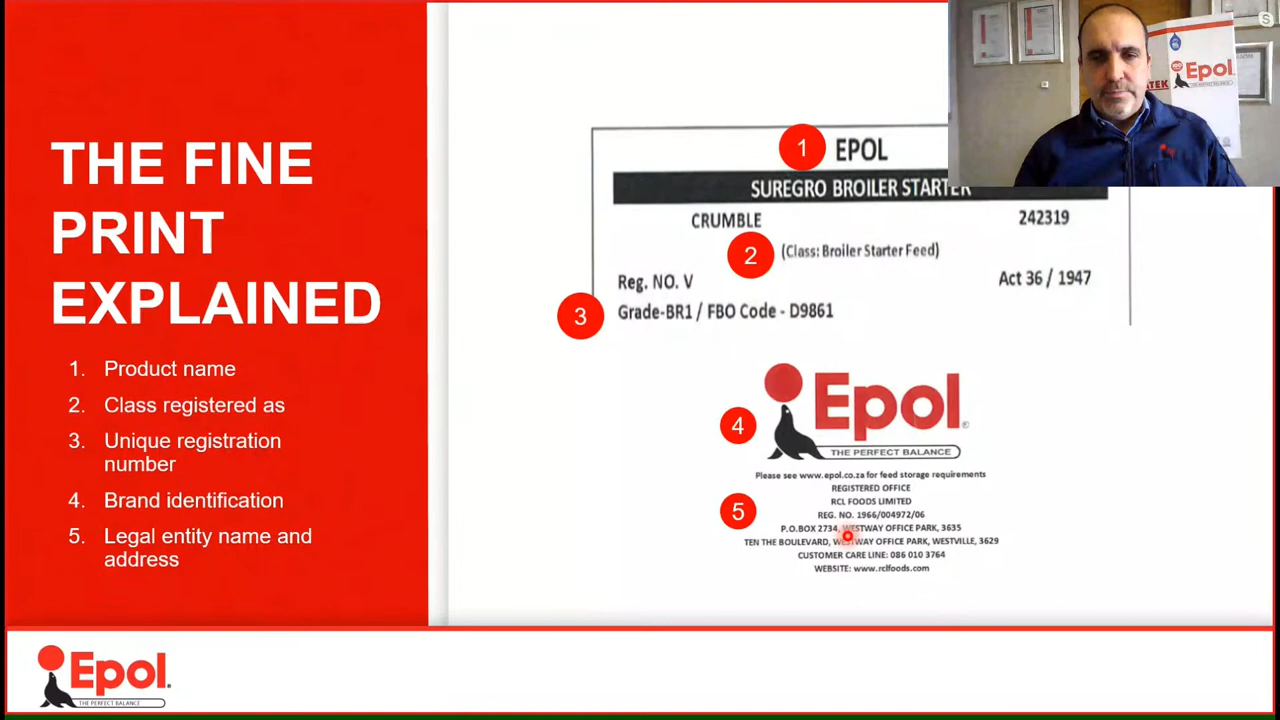 THE FINE
PRINT
EXPLAINED
1. Product name
2. Class registered as
3. Unique registration
number
4. Brand identification
5. Legal entity name and
address
1 EPOL
SUREGRO BROILER STARTER
CRUMBLE 242319
2 (Class: Broiler Starter Feed)
Reg. NO. V Act 36 / 1947
3 Grade-BR1 / FBO Code - D9861
4 Epol
THE PERFECT BALANCE
Please see www.epol.co.za for feed storage requirements
REGISTERED OFFICE
RCL FOODS LIMITED
5 REG. NO. 1966/004972/06
P.O.BOX 2734, WESTWAY OFFICE PARK, 3635
TEN THE BOULEVARD, WESTWAY OFFICE PARK, WESTVILLE, 3629
CUSTOMER CARE LINE: 086 010 3764
WEBSITE: www.rclfoods.com
Epol
THE PERFECT BALANCE
Epol